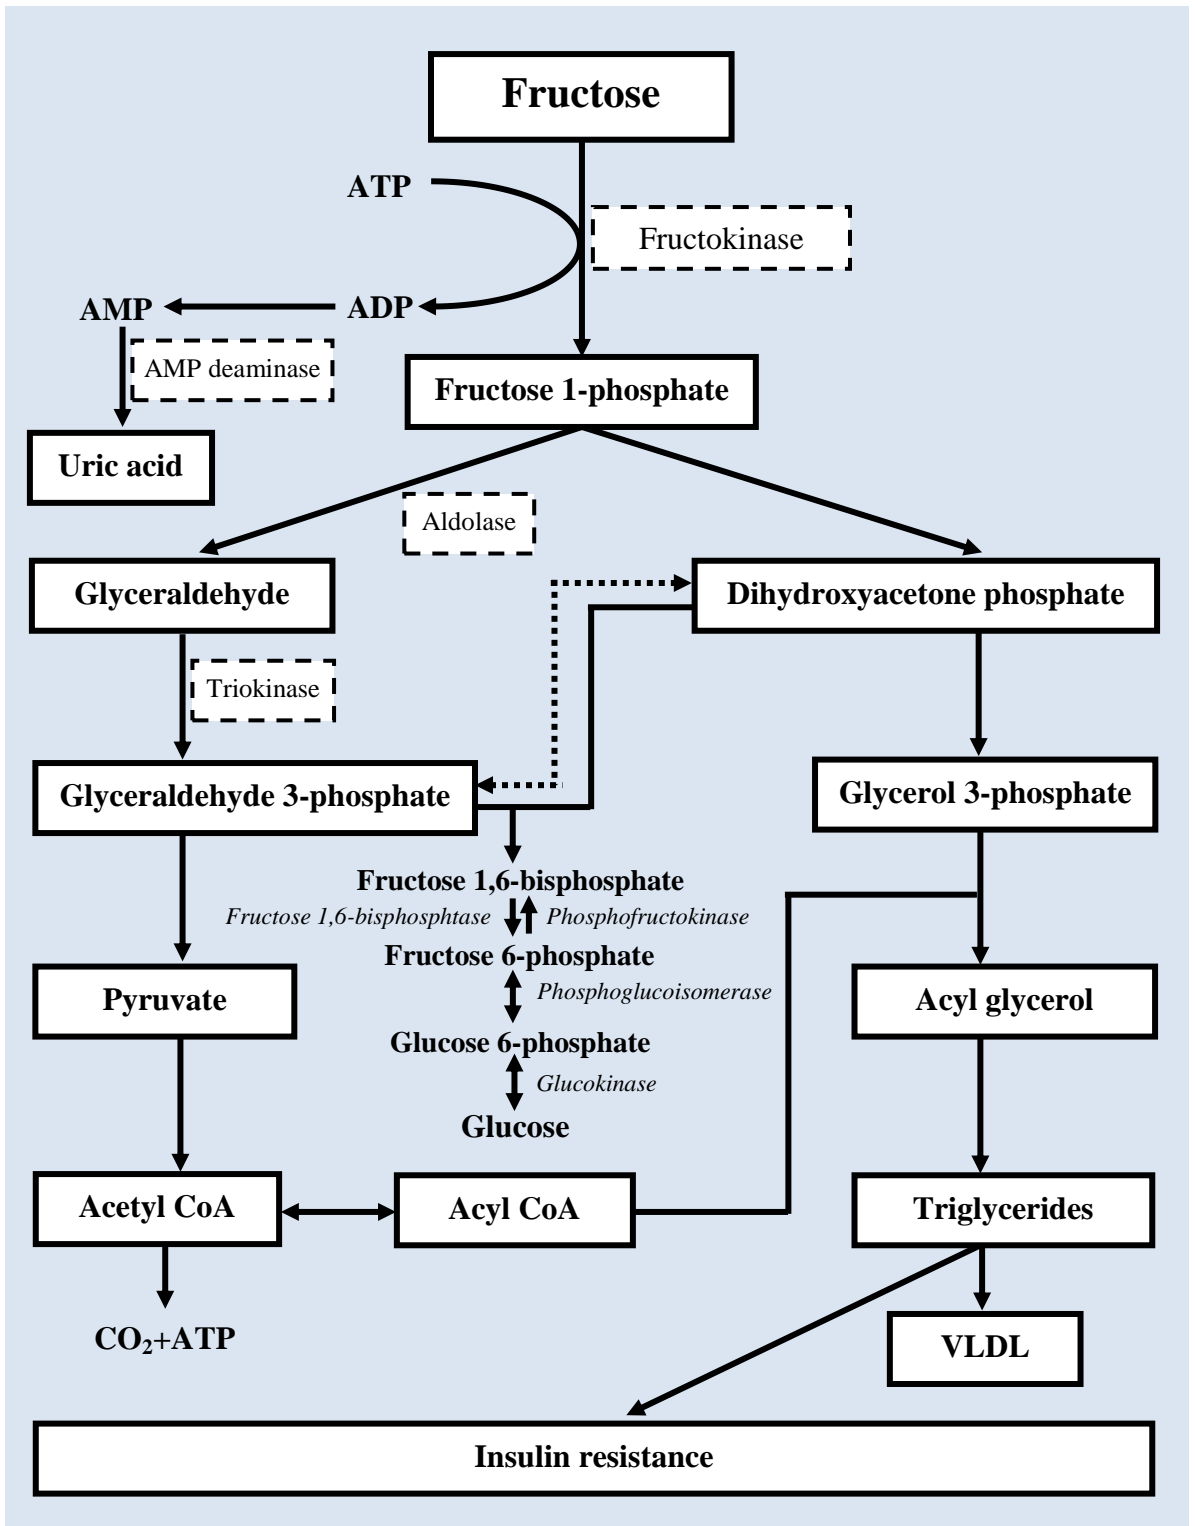 Fructose
ATP
Fructokinase
AMP
ADP
AMP deaminase
Fructose 1-phosphate
Uric acid
Aldolase
Glyceraldehyde
Dihydroxyacetone phosphate
Triokinase
Glyceraldehyde 3-phosphate
Glycerol 3-phosphate
Fructose 1,6-bisphosphate
Fructose 1,6-bisphosphtase
Phosphofructokinase
Fructose 6-phosphate
Pyruvate
Phosphoglucoisomerase
Acyl glycerol
Glucose 6-phosphate
Glucokinase
Glucose
Acetyl CoA
Acyl CoA
Triglycerides
CO₂+ATP
VLDL
Insulin resistance